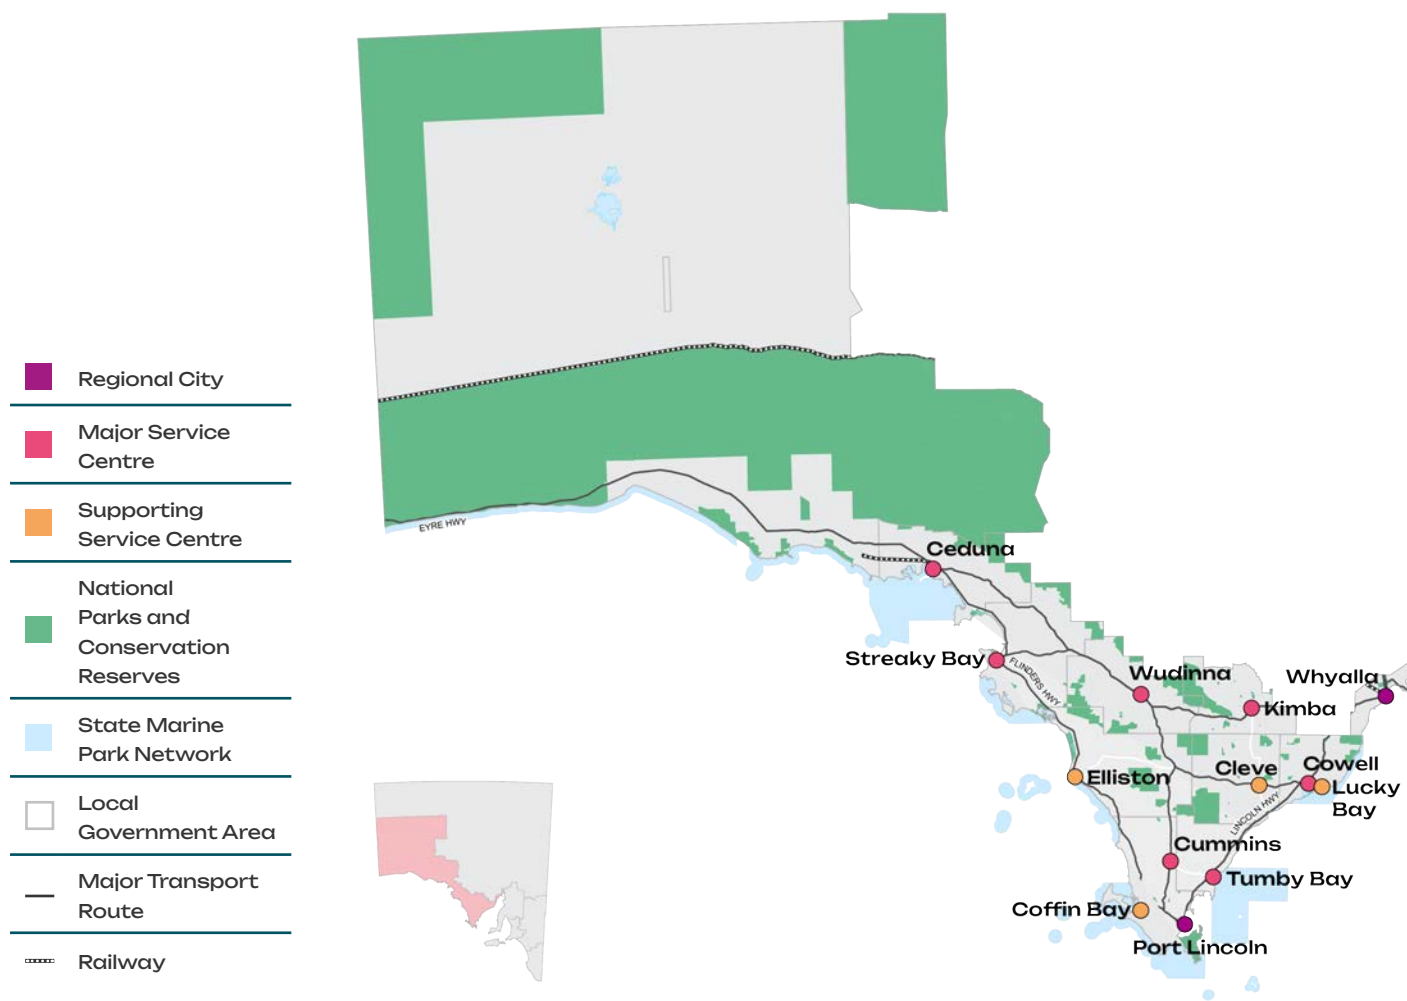 Regional City
Major Service
Centre
Supporting
Service Centre
National
Parks and
Conservation
Reserves
State Marine
Park Network
Local
Government Area
Major Transport
Route
Railway
EYRE HWY
Ceduna
Streaky Bay
FLINDERS HWY
Wudinna
Whyalla
Kimba
Elliston
Cleve
Cowell
Lucky
Bay
LINCOLN HWY
Cummins
Tumby Bay
Coffin Bay
Port Lincoln